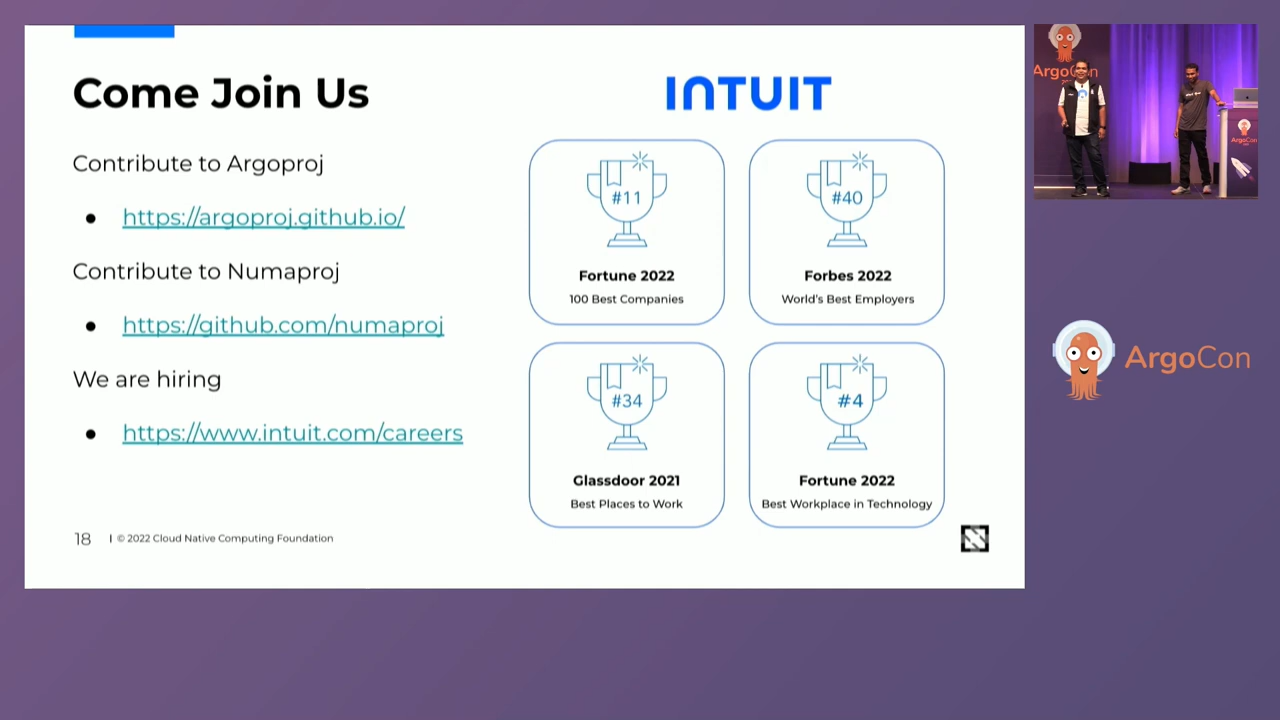 Come Join Us
Contribute to Argoproj
● https://argoproj.github.io/
Contribute to Numaproj
● https://github.com/numaproj
We are hiring
● https://www.intuit.com/careers
18 | © 2022 Cloud Native Computing Foundation
INTUIT
#11
Fortune 2022
100 Best Companies
#40
Forbes 2022
World's Best Employers
#34
Glassdoor 2021
Best Places to Work
#4
Fortune 2022
Best Workplace in Technology
ArgoCon
ArgoCon